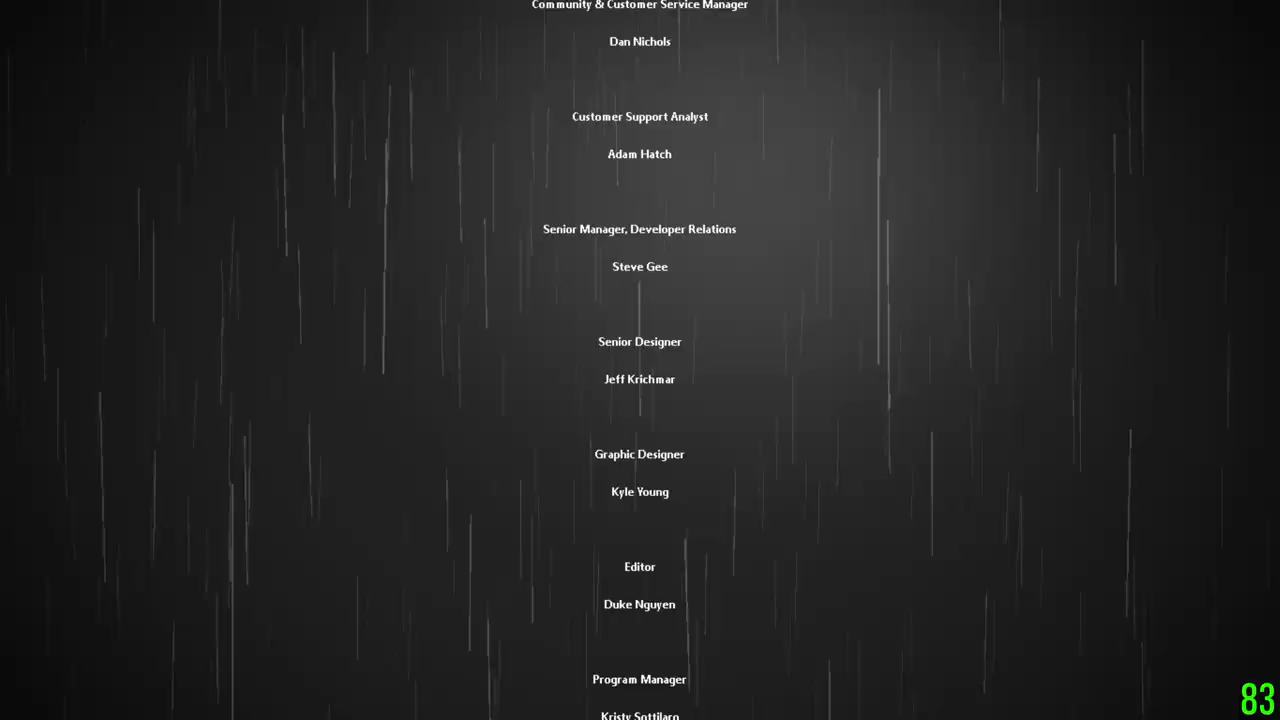 Community & Customer Service Manager
Dan Nichols
Customer Support Analyst
Adam Hatch
Senior Manager, Developer Relations
Steve Gee
Senior Designer
Jeff Krichmar
Graphic Designer
Kyle Young
Editor
Duke Nguyen
Program Manager
Kristy Sottilaro
83